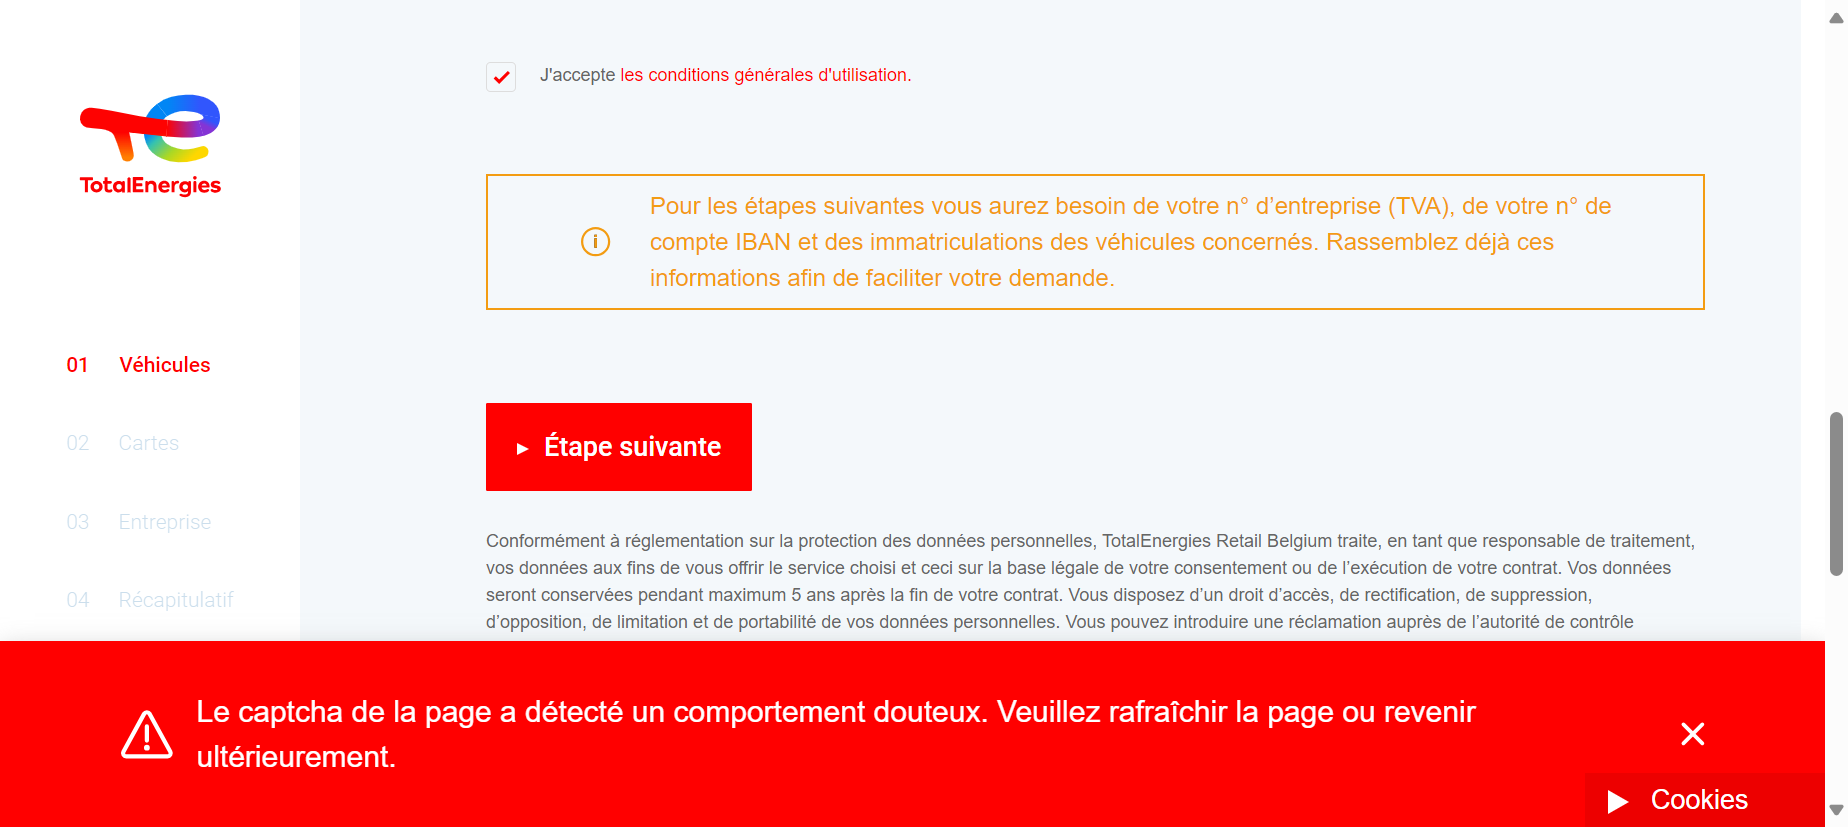 J'accepte les conditions générales d'utilisation.
TotalEnergies
Pour les étapes suivantes vous aurez besoin de votre n° d’entreprise (TVA), de votre n° de
compte IBAN et des immatriculations des véhicules concernés. Rassemblez déjà ces
informations afin de faciliter votre demande.
01 Véhicules
02 Cartes
03 Entreprise
04 Récapitulatif
Étape suivante
Conformément à réglementation sur la protection des données personnelles, TotalEnergies Retail Belgium traite, en tant que responsable de traitement,
vos données aux fins de vous offrir le service choisi et ceci sur la base légale de votre consentement ou de l’exécution de votre contrat. Vos données
seront conservées pendant maximum 5 ans après la fin de votre contrat. Vous disposez d’un droit d’accès, de rectification, de suppression,
d’opposition, de limitation et de portabilité de vos données personnelles. Vous pouvez introduire une réclamation auprès de l’autorité de contrôle
Le captcha de la page a détecté un comportement douteux. Veuillez rafraîchir la page ou revenir
ultérieurement.
Cookies